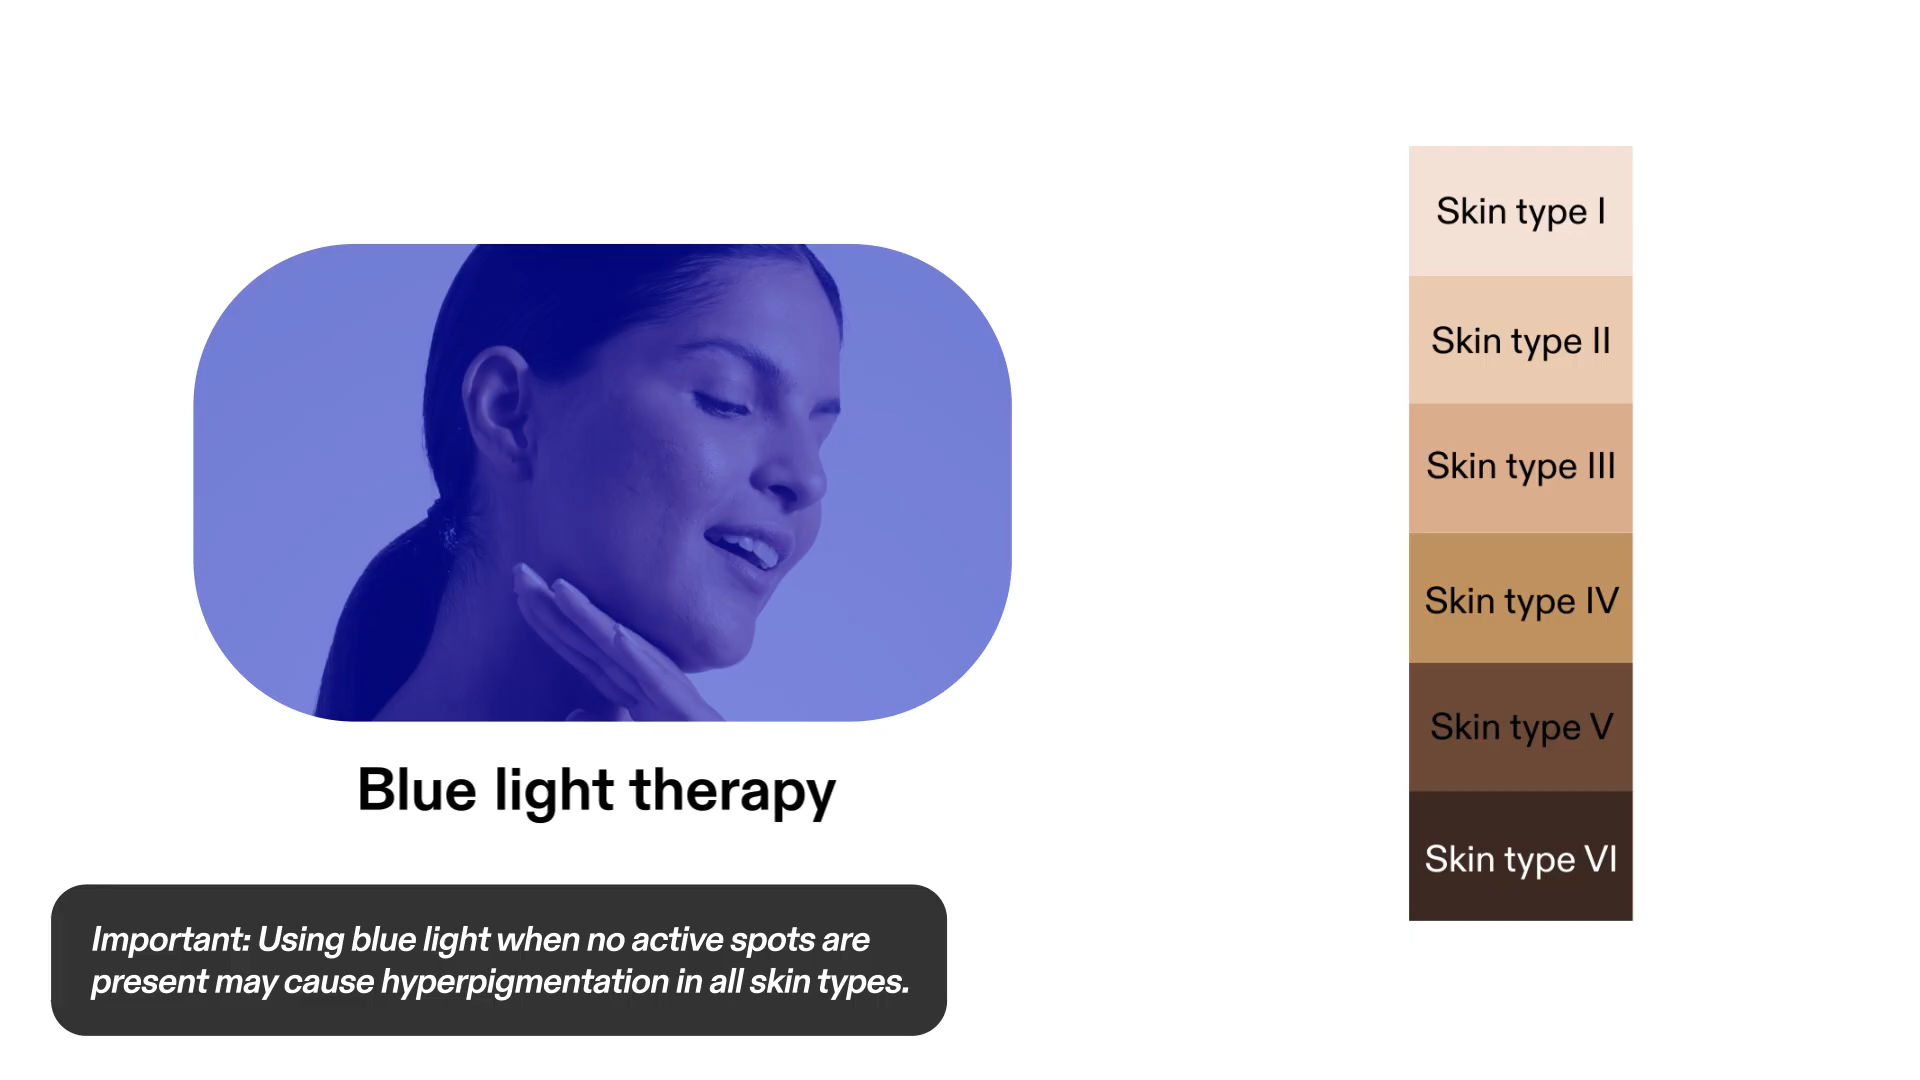 Blue light therapy
Important: Using blue light when no active spots are
present may cause hyperpigmentation in all skin types.
Skin type I
Skin type II
Skin type III
Skin type IV
Skin type V
Skin type VI